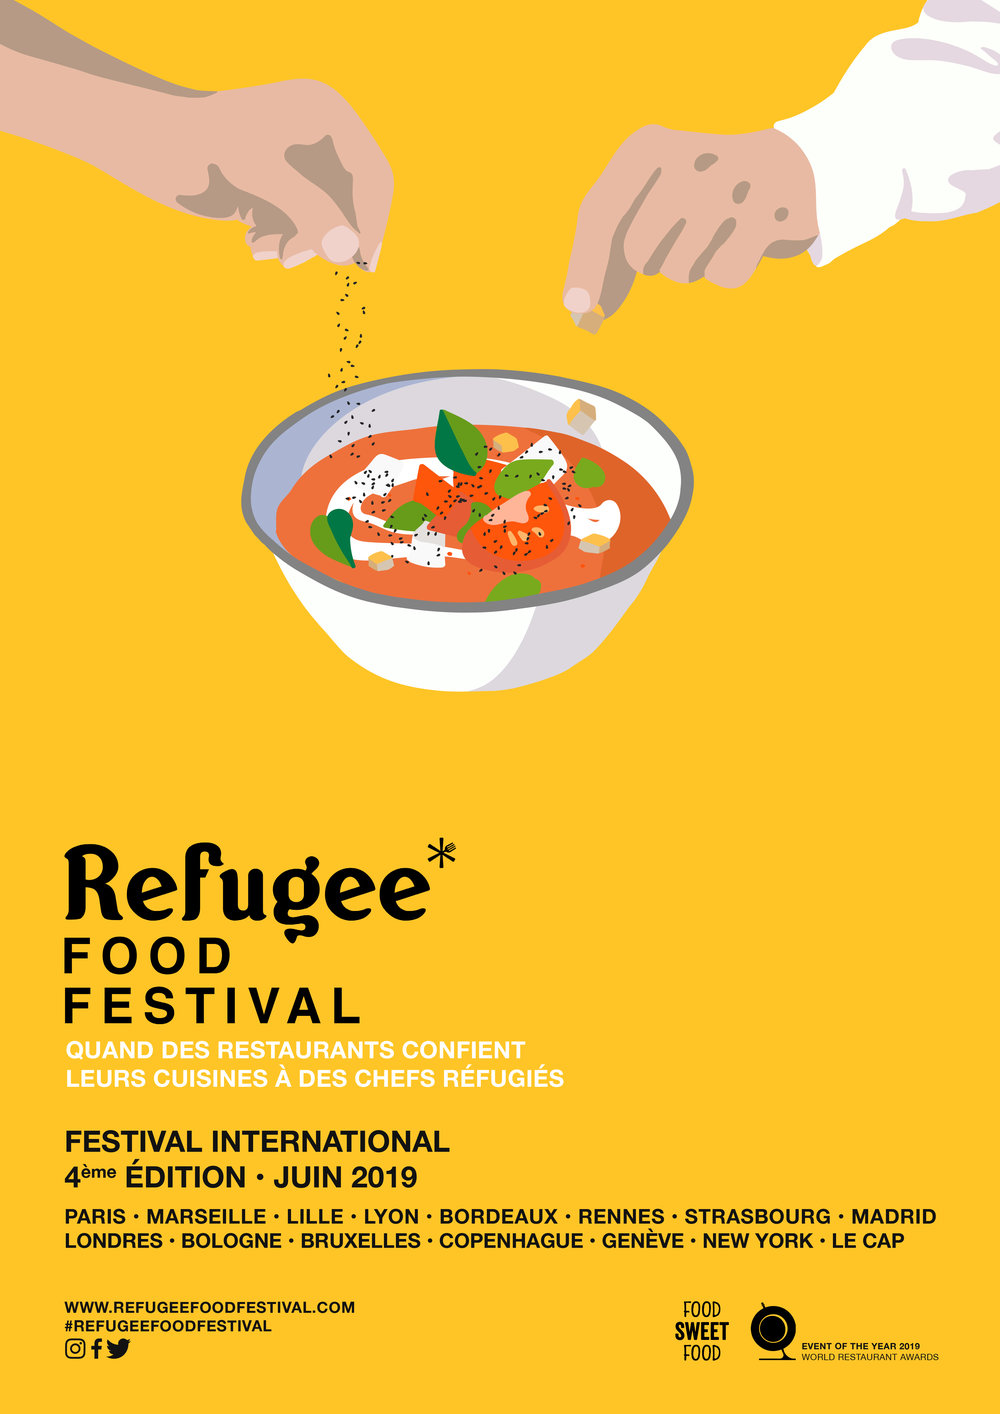 Refugee*
FOOD
FESTIVAL
QUAND DES RESTAURANTS CONFIENT
LEURS CUISINES À DES CHEFS RÉFUGIÉS
FESTIVAL INTERNATIONAL
4ème ÉDITION • JUIN 2019
PARIS • MARSEILLE • LILLE • LYON • BORDEAUX • RENNES • STRASBOURG • MADRID
LONDRES • BOLOGNE • BRUXELLES • COPENHAGUE • GENÈVE • NEW YORK • LE CAP
WWW.REFUGEEFOODFESTIVAL.COM
#REFUGEEFOODFESTIVAL
FOOD
SWEET
FOOD
EVENT OF THE YEAR 2019
WORLD RESTAURANT AWARDS